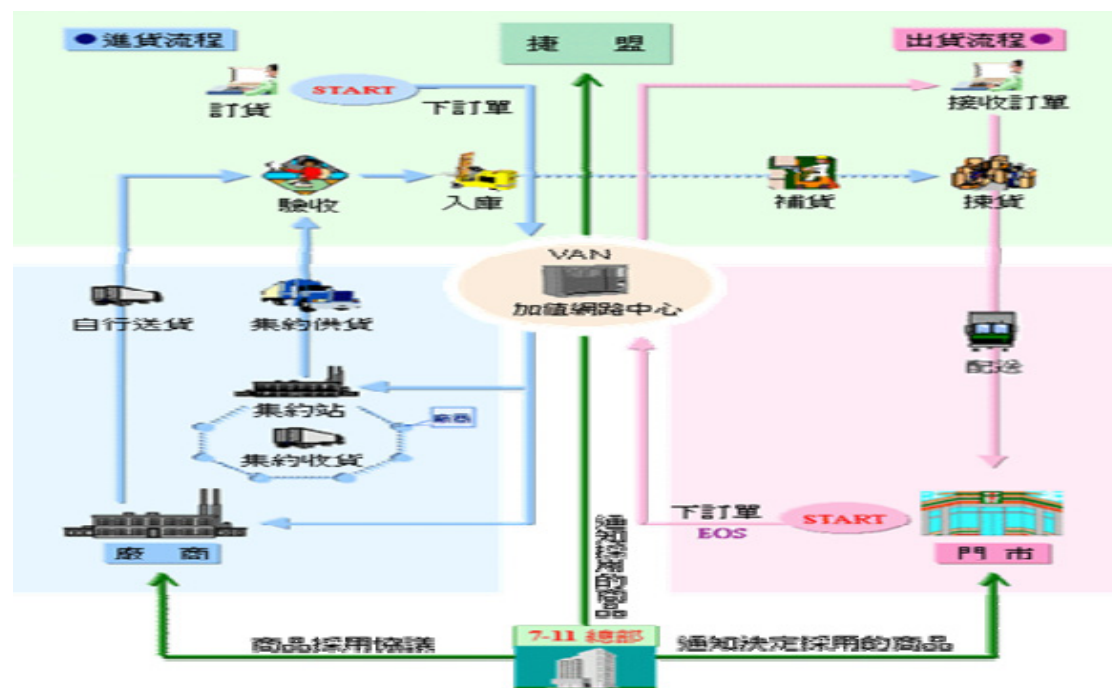 進貨流程
捷 盟
出貨流程
訂貨
START
下訂單
接收訂單
驗收
入庫
補貨
揀貨
VAN
加值網路中心
自行送貨
集約供貨
配送
集約站
廠商
集約收貨
下訂單
EOS
START
廠 商
門 市
通知採用的商品
商品採用協議
7-11 總部
通知決定採用的商品